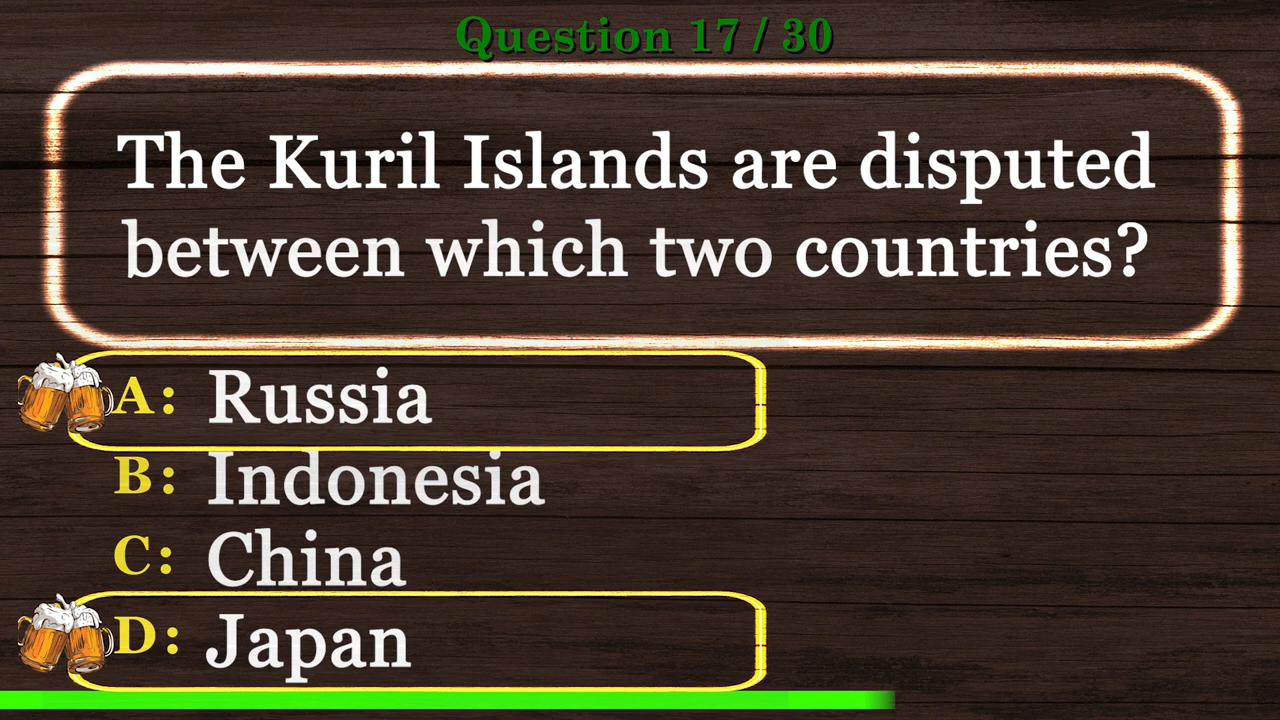 Question 17 / 30
The Kuril Islands are disputed
between which two countries?
A: Russia
B: Indonesia
C: China
D: Japan